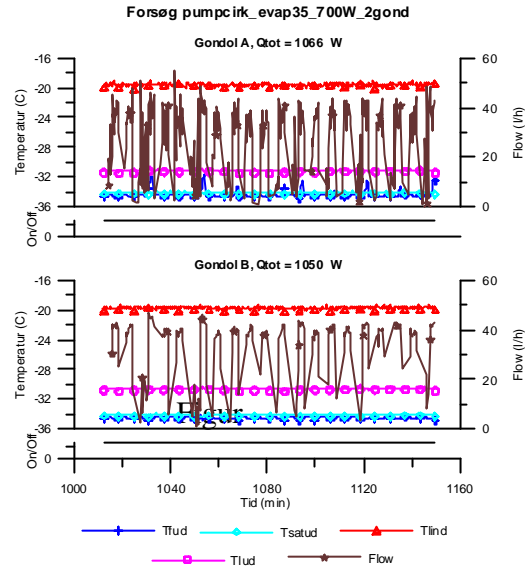 Forsøg pumpcirk_evap35_700W_2gond
Gondol A, Qtot = 1066 W
-16
-20
-24
-28
-32
-36
Temperatur (C)
60
40
20
0
Flow (l/h)
On/Off
0
Gondol B, Qtot = 1050 W
-16
-20
-24
-28
-32
-36
Temperatur (C)
60
40
20
0
Flow (l/h)
Figur
On/Off
0
1000 1040 1080 1120 1160
Tid (min)
Tfud Tsatud Tlind
Tlud Flow